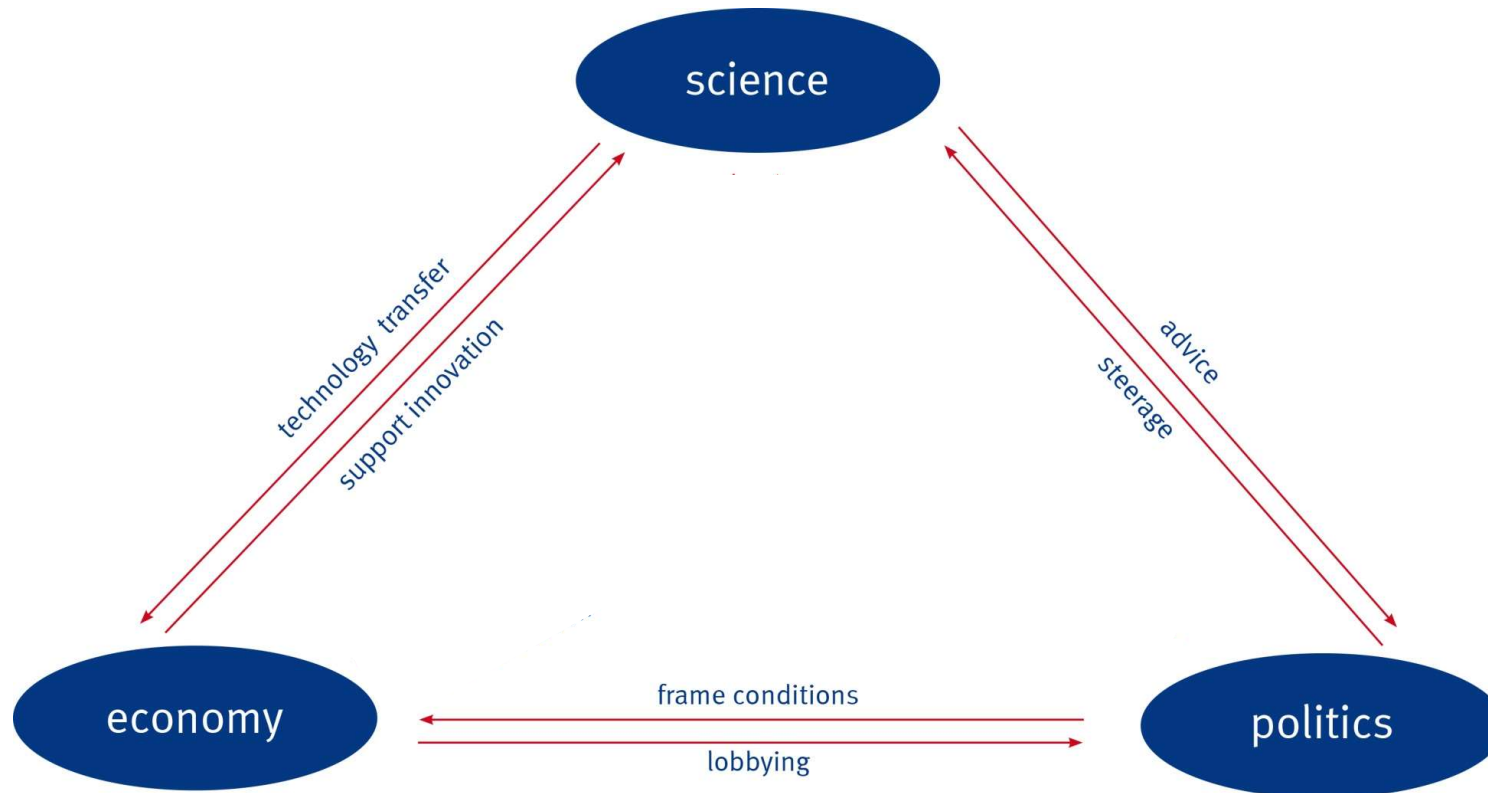 science
technology transfer
support innovation
advice
steerage
economy
frame conditions
lobbying
politics